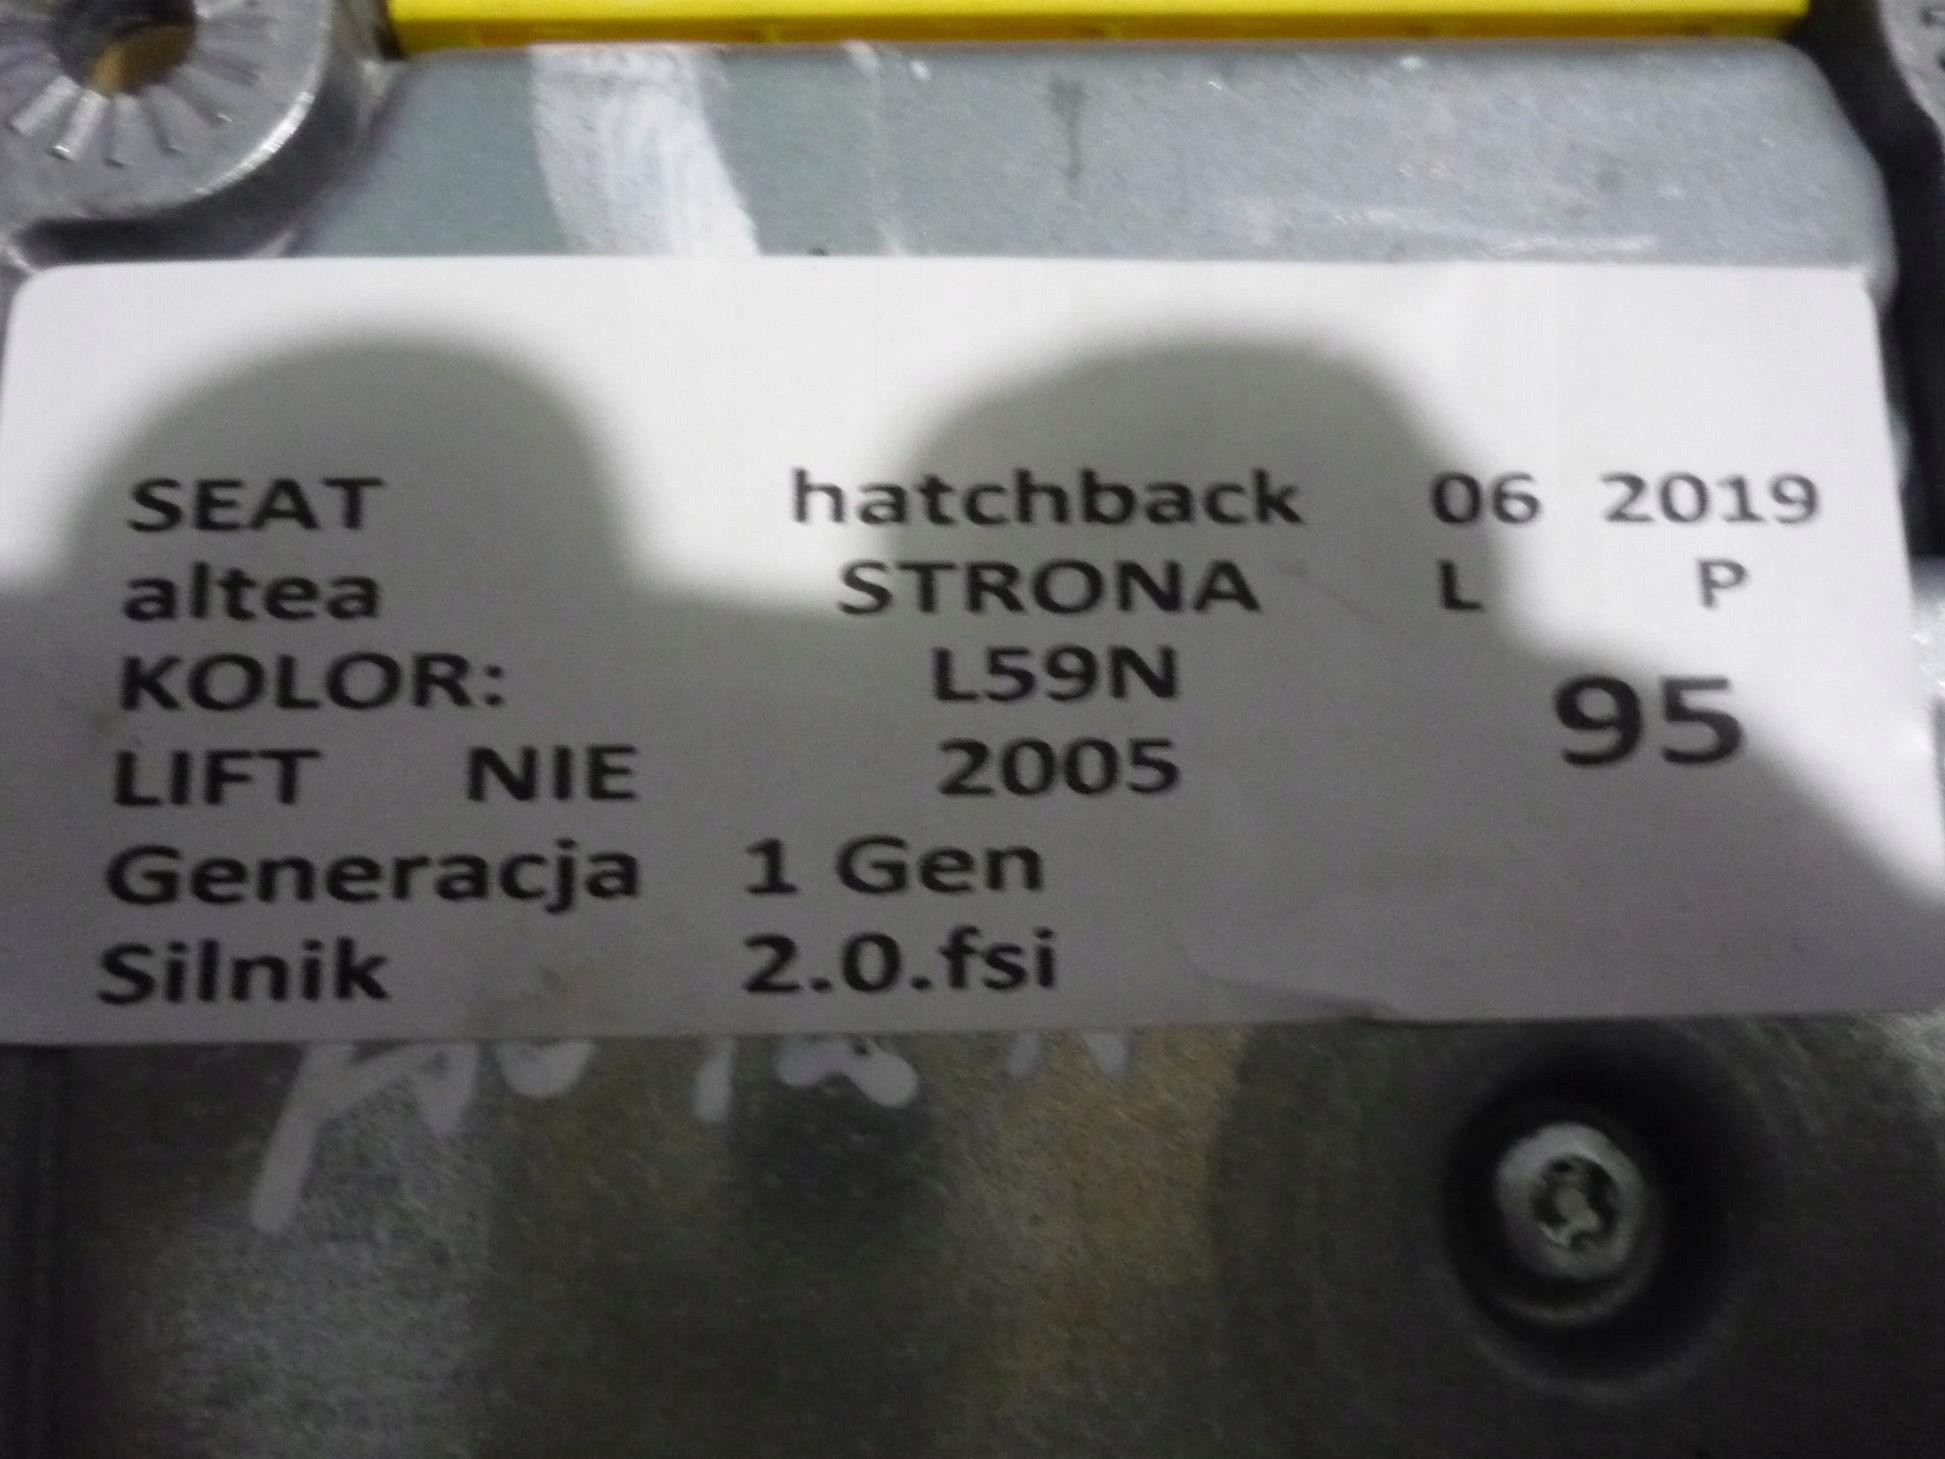 SEAT hatchback 06 2019
altea STRONA L P
KOLOR: L59N 95
LIFT NIE 2005
Generacja 1 Gen
Silnik 2.0.fsi